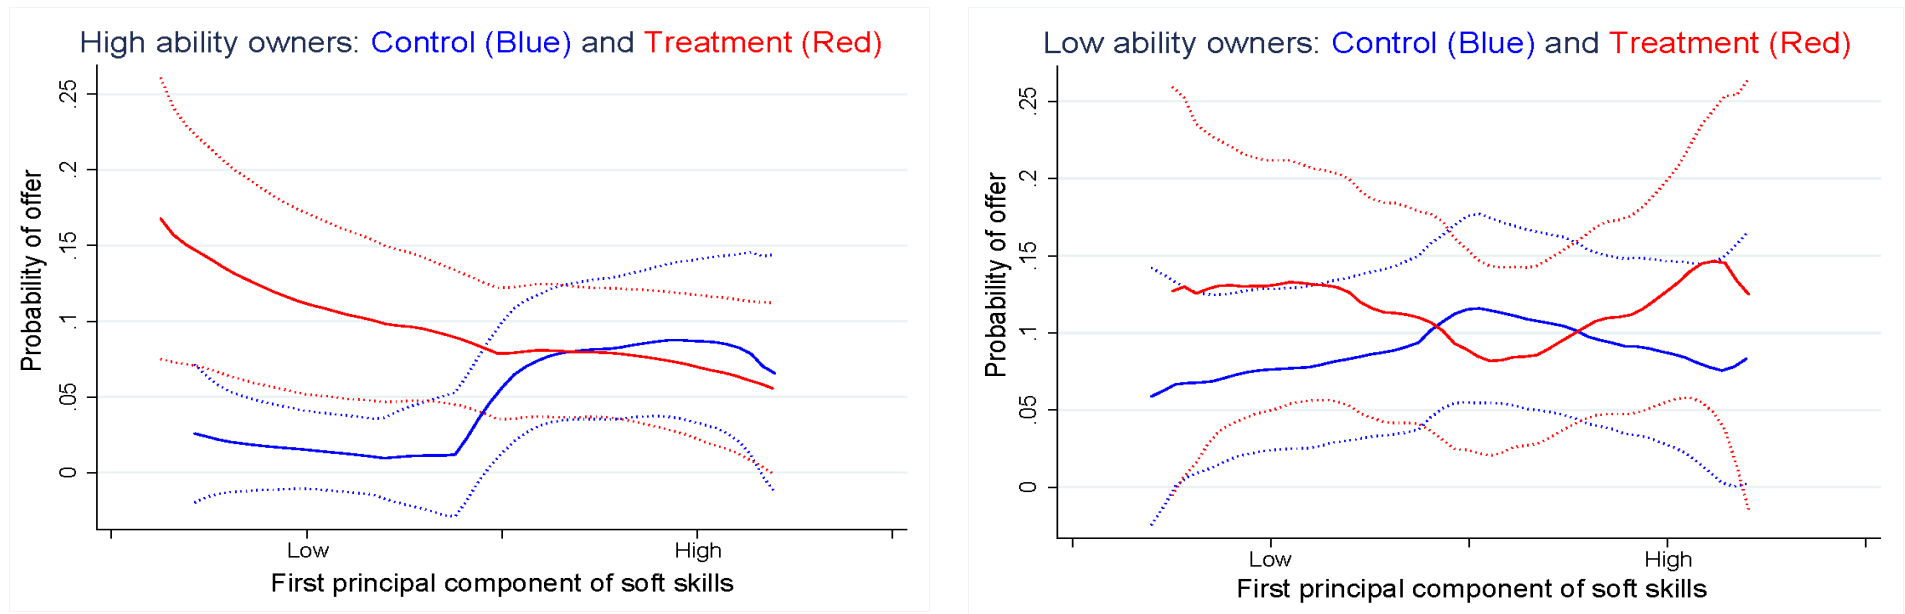 High ability owners: Control (Blue) and Treatment (Red)
Probability of offer
.25
.2
.15
.1
.05
0
Low
High
First principal component of soft skills
Low ability owners: Control (Blue) and Treatment (Red)
Probability of offer
.25
.2
.15
.1
.05
0
Low
High
First principal component of soft skills